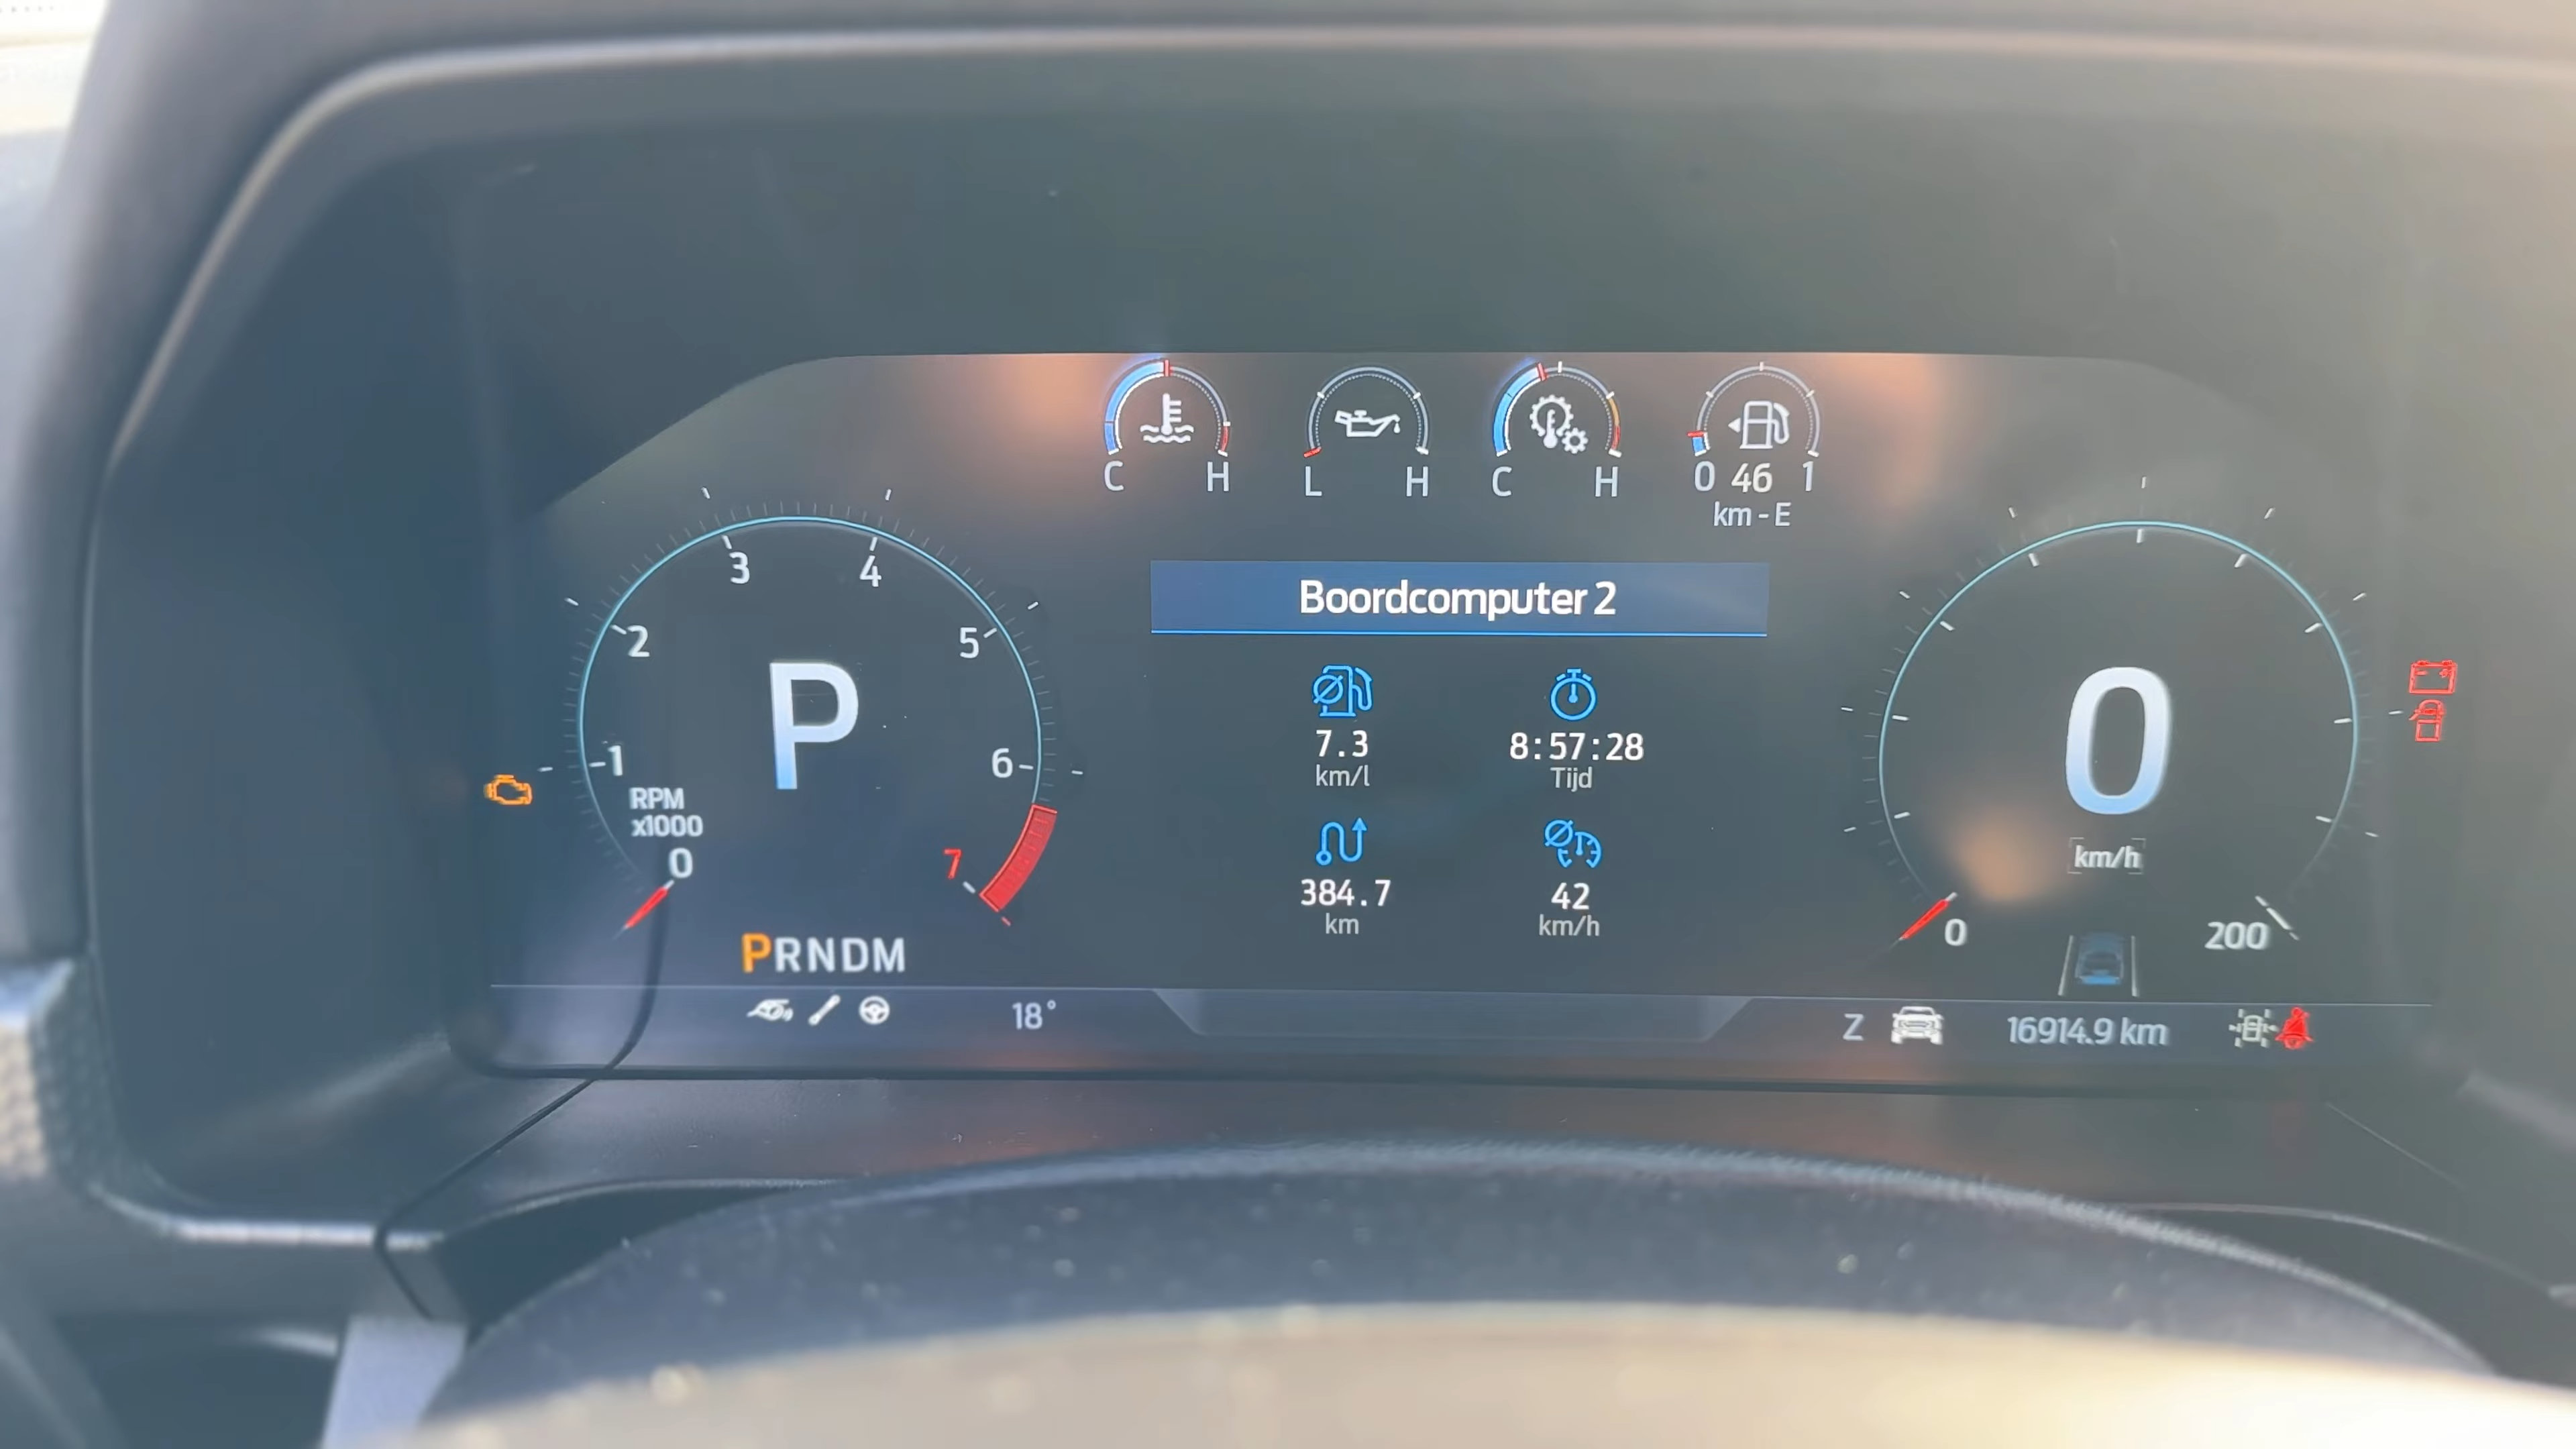 C H
L H
C H
0 46 1
km - E
Boordcomputer 2
7.3
km/l
8:57:28
Tijd
384.7
km
42
km/h
0
1
2
3
4
5
6
7
P
RPM
x1000
PRNDM
18°
0
km/h
0
200
Z
16914.9 km